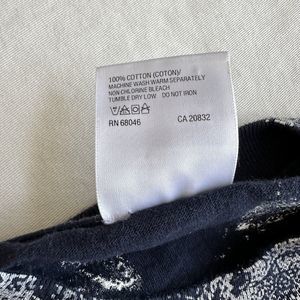 100% COTTON (COTON)/
MACHINE WASH WARM SEPARATELY
NON CHLORINE BLEACH
TUMBLE DRY LOW DO NOT IRON
RN 68046 CA 20832